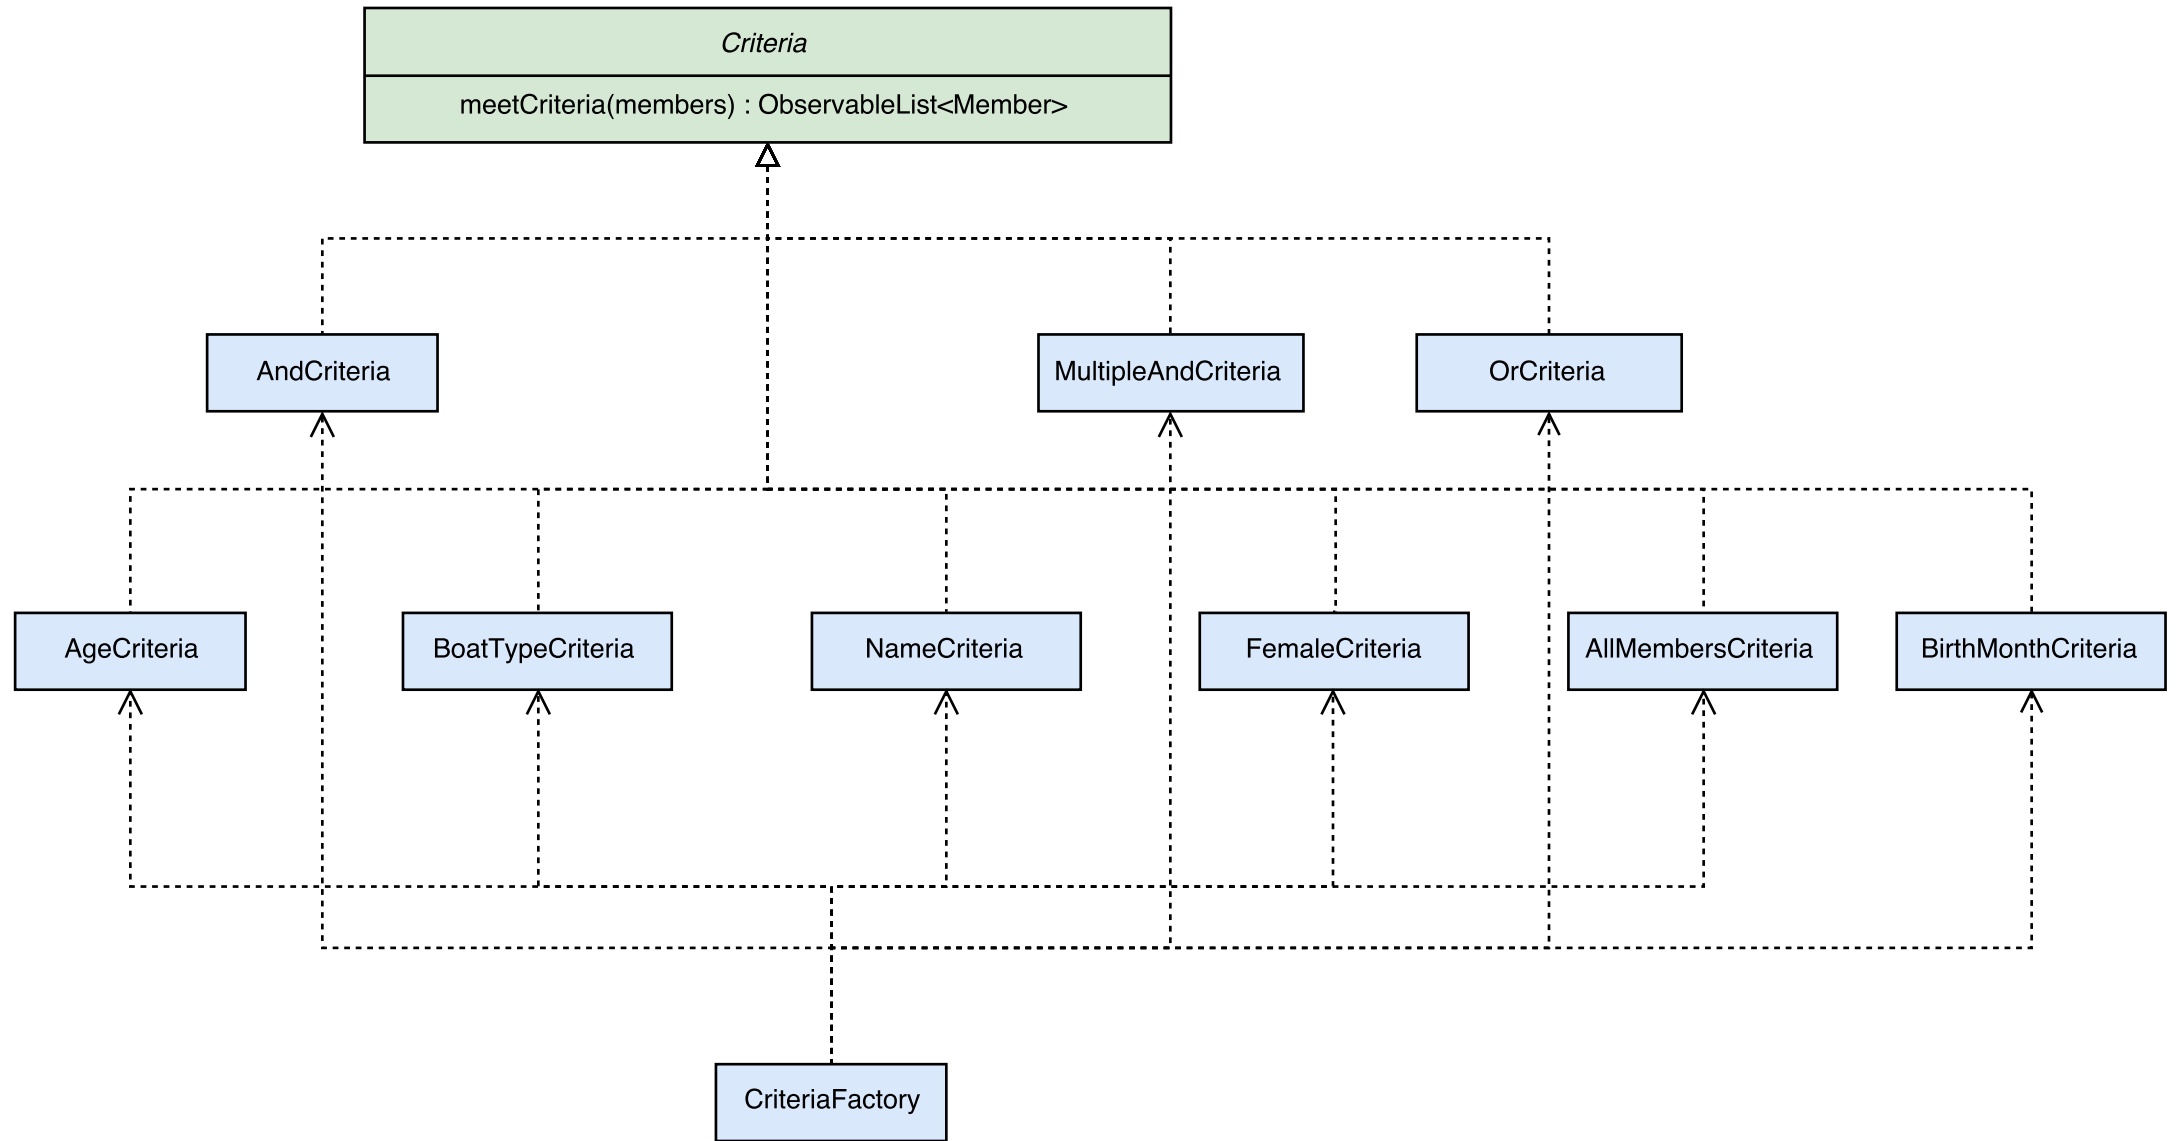 Criteria
meetCriteria(members) : ObservableList<Member>
AndCriteria
MultipleAndCriteria
OrCriteria
AgeCriteria
BoatTypeCriteria
NameCriteria
FemaleCriteria
AllMembersCriteria
BirthMonthCriteria
CriteriaFactory